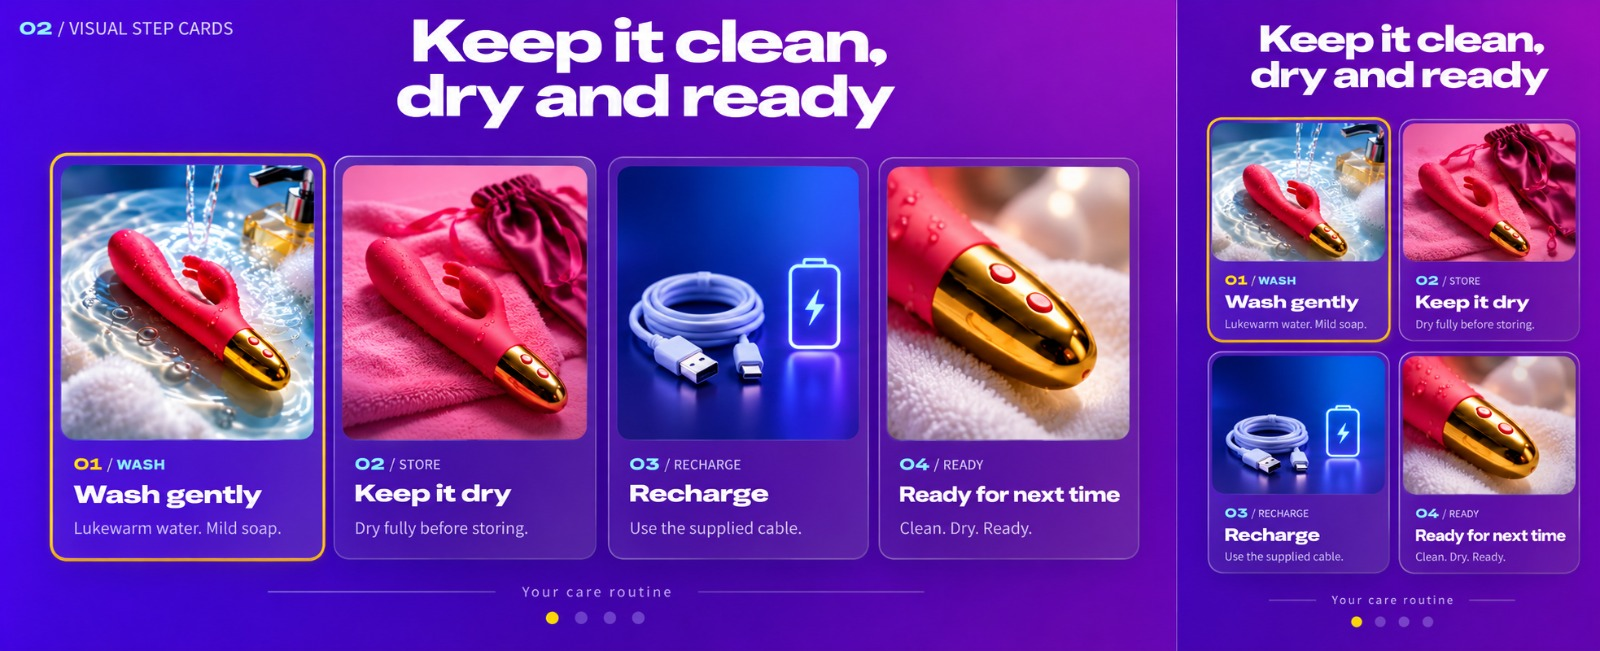 02 / VISUAL STEP CARDS
Keep it clean,
dry and ready
01 / WASH
Wash gently
Lukewarm water. Mild soap.
02 / STORE
Keep it dry
Dry fully before storing.
03 / RECHARGE
Recharge
Use the supplied cable.
04 / READY
Ready for next time
Clean. Dry. Ready.
Your care routine
Keep it clean,
dry and ready
01 / WASH
Wash gently
Lukewarm water. Mild soap.
02 / STORE
Keep it dry
Dry fully before storing.
03 / RECHARGE
Recharge
Use the supplied cable.
04 / READY
Ready for next time
Clean. Dry. Ready.
Your care routine